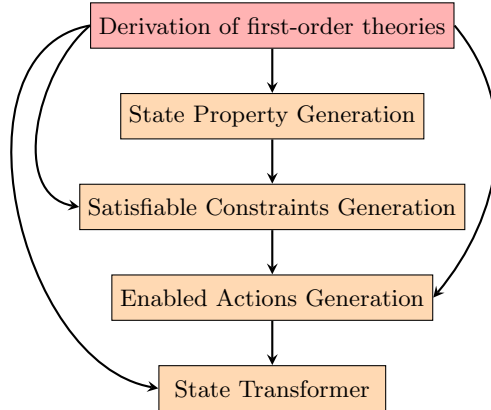 Derivation of first-order theories
State Property Generation
Satisfiable Constraints Generation
Enabled Actions Generation
State Transformer